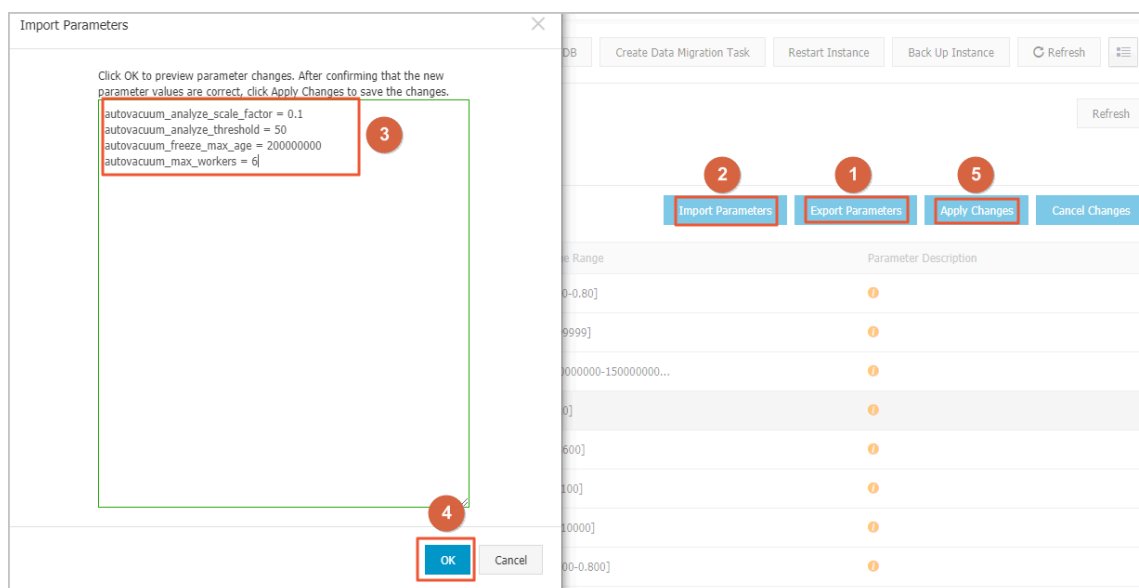 Import Parameters
Click OK to preview parameter changes. After confirming that the new
parameter values are correct, click Apply Changes to save the changes.
autovacuum_analyze_scale_factor = 0.1
autovacuum_analyze_threshold = 50
autovacuum_freeze_max_age = 200000000
autovacuum_max_workers = 6
3
4
OK
Cancel
DB
Create Data Migration Task
Restart Instance
Back Up Instance
Refresh
Refresh
2
1
5
Import Parameters
Export Parameters
Apply Changes
Cancel Changes
e Range
Parameter Description
0-0.80]
9999]
0000000-150000000...
0]
600]
100]
10000]
00-0.800]